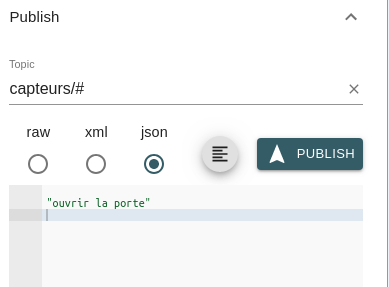 Publish
Topic
capteurs/#
raw xml json
PUBLISH
"ouvrir la porte"